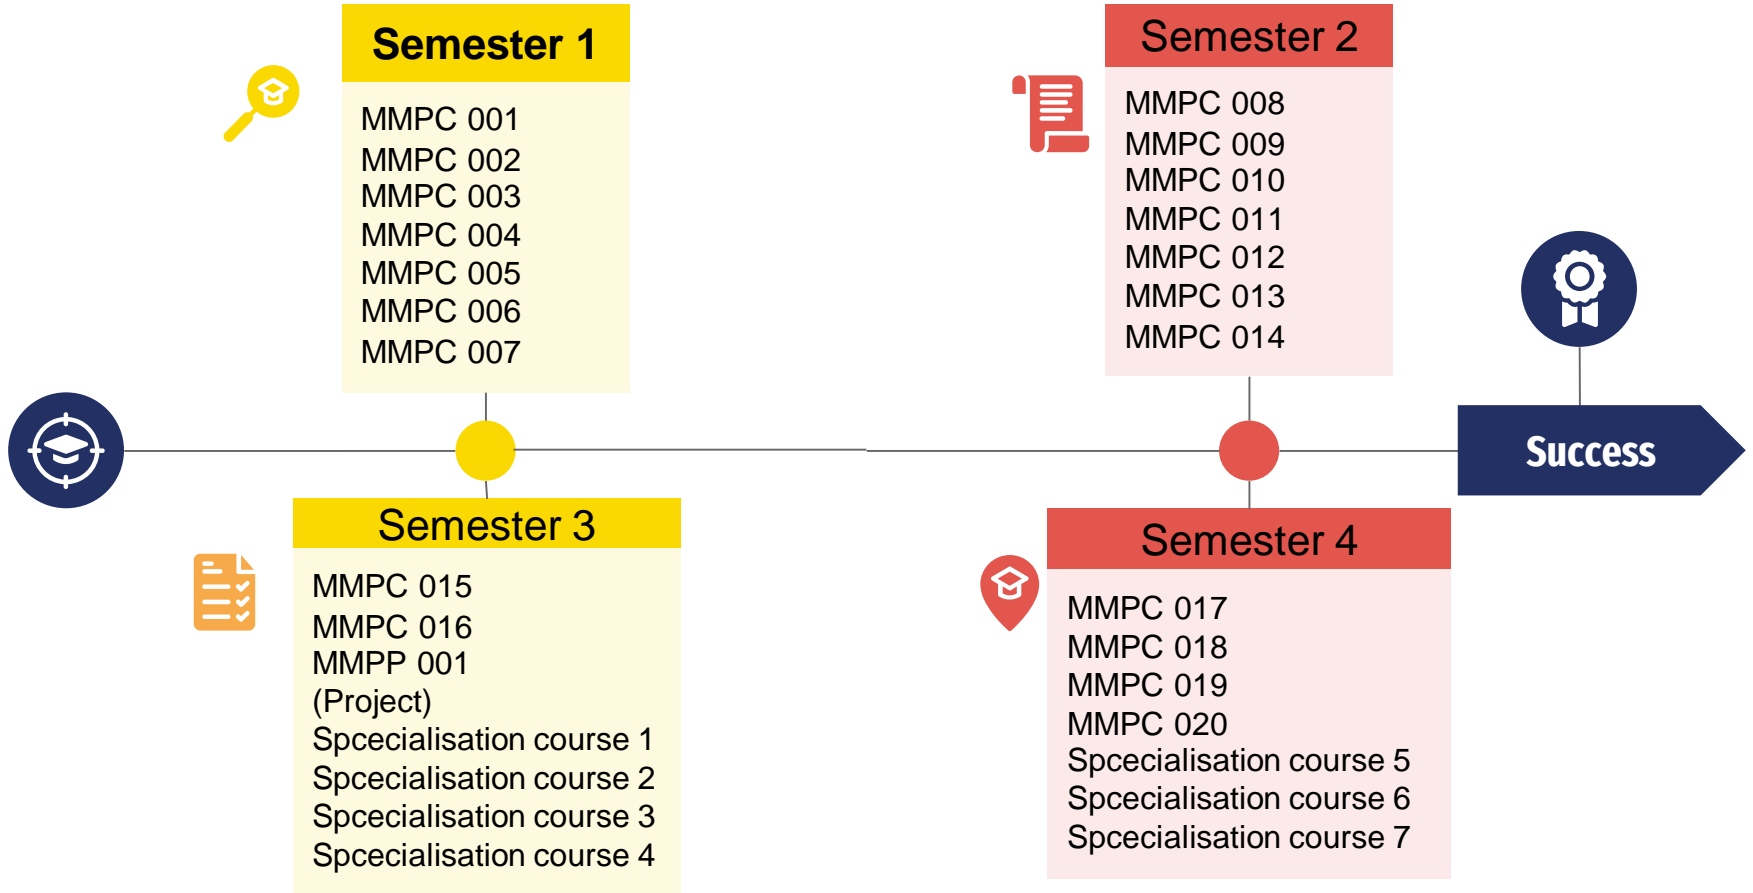 Semester 1
MMPC 001
MMPC 002
MMPC 003
MMPC 004
MMPC 005
MMPC 006
MMPC 007
Semester 2
MMPC 008
MMPC 009
MMPC 010
MMPC 011
MMPC 012
MMPC 013
MMPC 014
Success
Semester 3
MMPC 015
MMPC 016
MMPP 001
(Project)
Spcecialisation course 1
Spcecialisation course 2
Spcecialisation course 3
Spcecialisation course 4
Semester 4
MMPC 017
MMPC 018
MMPC 019
MMPC 020
Spcecialisation course 5
Spcecialisation course 6
Spcecialisation course 7